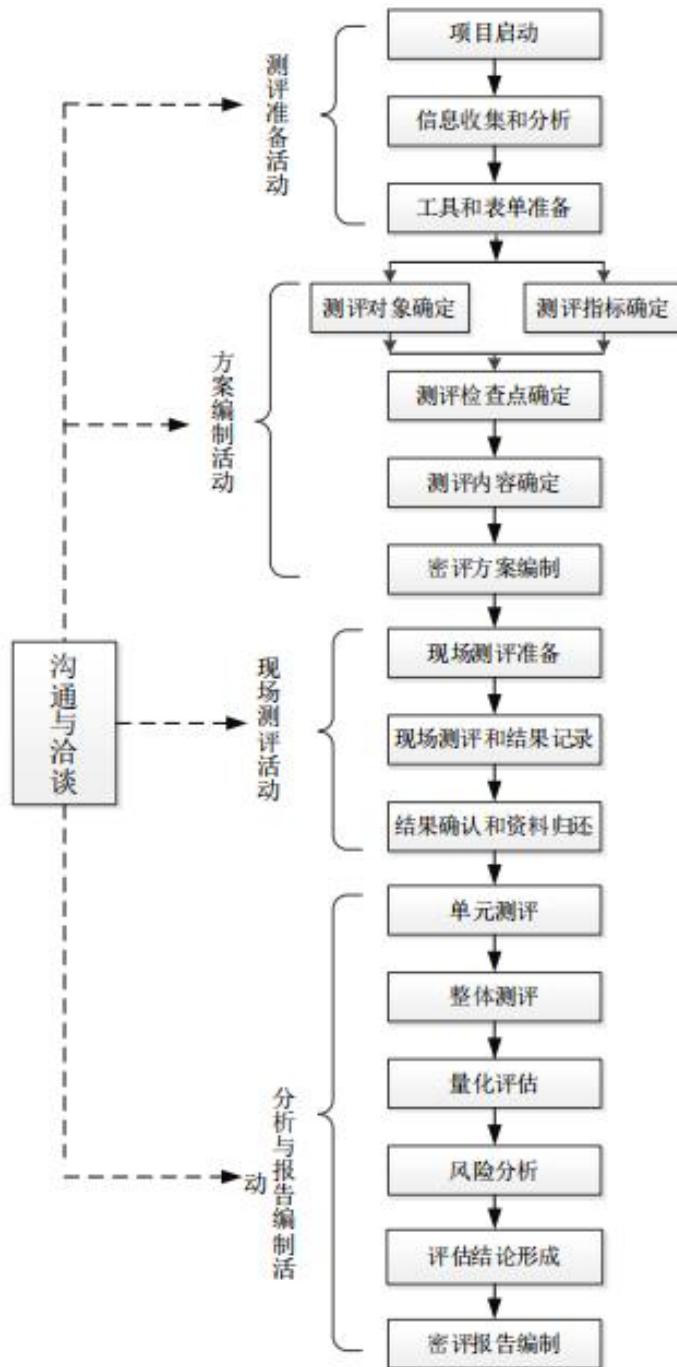 项目启动
测评准备活动
信息收集和分析
工具和表单准备
测评对象确定
测评指标确定
方案编制活动
测评检查点确定
测评内容确定
密评方案编制
沟通与洽谈
现场测评活动
现场测评准备
现场测评和结果记录
结果确认和资料归还
分析与报告编制活
动
单元测评
整体测评
量化评估
风险分析
评估结论形成
密评报告编制